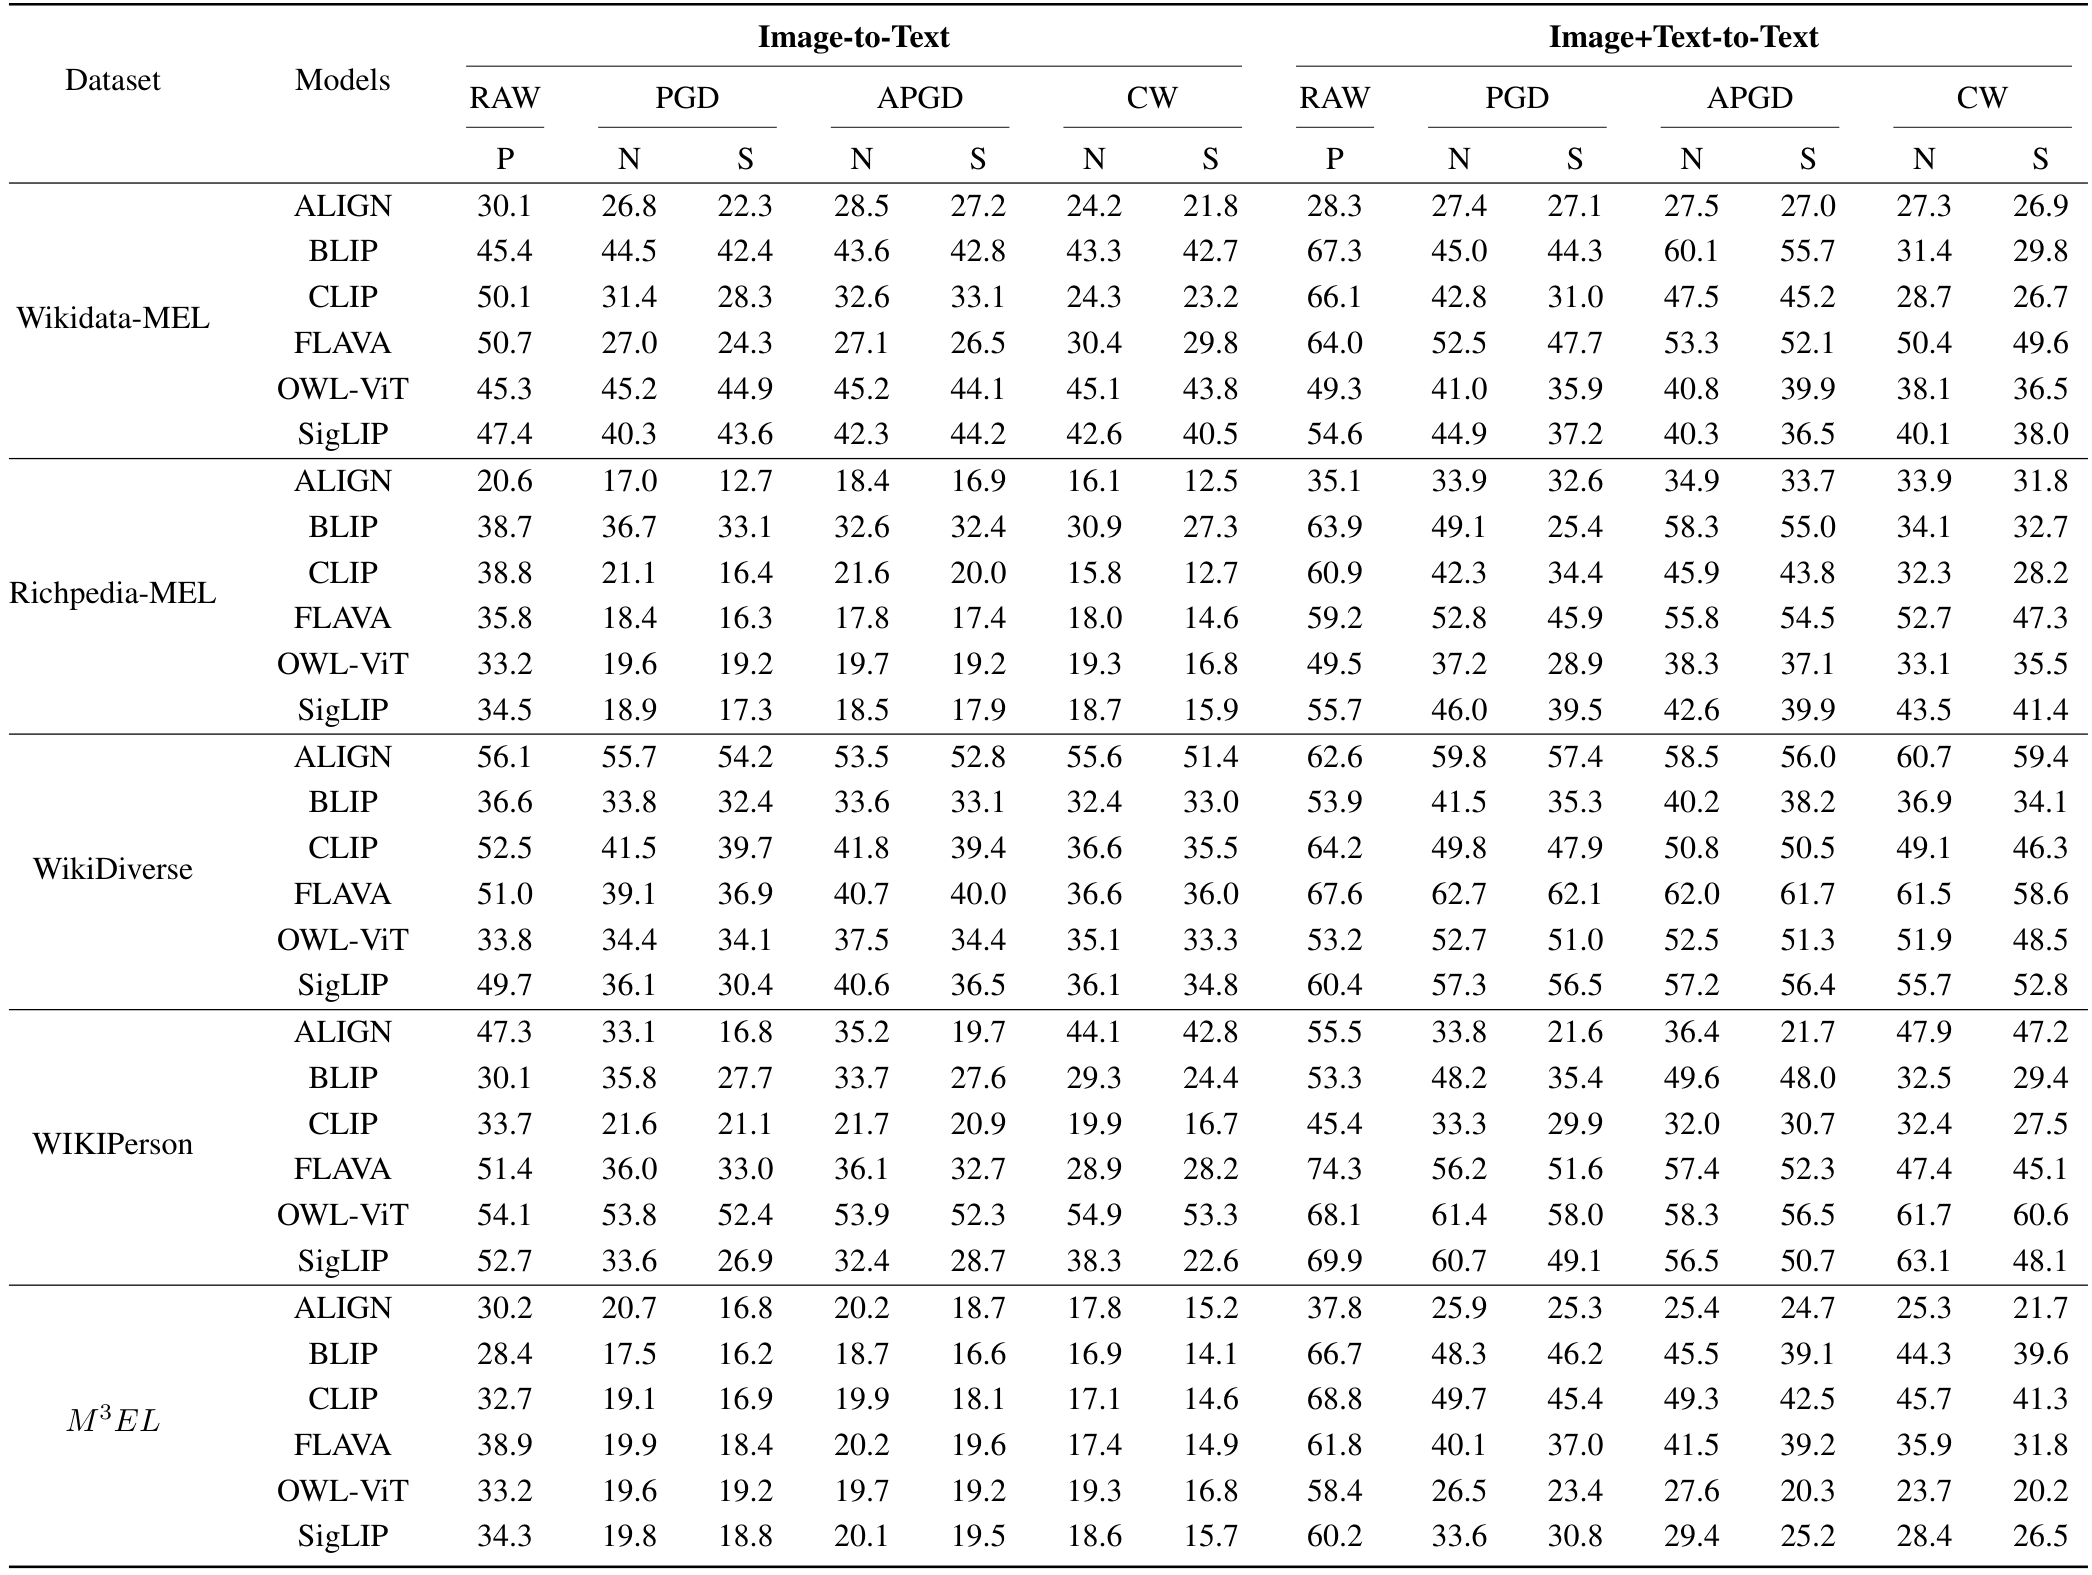 Image-to-Text Image+Text-to-Text
Dataset Models
RAW PGD APGD CW RAW PGD APGD CW
P N S N S N S P N S N S N S
ALIGN 30.1 26.8 22.3 28.5 27.2 24.2 21.8 28.3 27.4 27.1 27.5 27.0 27.3 26.9
BLIP 45.4 44.5 42.4 43.6 42.8 43.3 42.7 67.3 45.0 44.3 60.1 55.7 31.4 29.8
CLIP 50.1 31.4 28.3 32.6 33.1 24.3 23.2 66.1 42.8 31.0 47.5 45.2 28.7 26.7
Wikidata-MEL
FLAVA 50.7 27.0 24.3 27.1 26.5 30.4 29.8 64.0 52.5 47.7 53.3 52.1 50.4 49.6
OWL-ViT 45.3 45.2 44.9 45.2 44.1 45.1 43.8 49.3 41.0 35.9 40.8 39.9 38.1 36.5
SigLIP 47.4 40.3 43.6 42.3 44.2 42.6 40.5 54.6 44.9 37.2 40.3 36.5 40.1 38.0
ALIGN 20.6 17.0 12.7 18.4 16.9 16.1 12.5 35.1 33.9 32.6 34.9 33.7 33.9 31.8
BLIP 38.7 36.7 33.1 32.6 32.4 30.9 27.3 63.9 49.1 25.4 58.3 55.0 34.1 32.7
CLIP 38.8 21.1 16.4 21.6 20.0 15.8 12.7 60.9 42.3 34.4 45.9 43.8 32.3 28.2
Richpedia-MEL
FLAVA 35.8 18.4 16.3 17.8 17.4 18.0 14.6 59.2 52.8 45.9 55.8 54.5 52.7 47.3
OWL-ViT 33.2 19.6 19.2 19.7 19.2 19.3 16.8 49.5 37.2 28.9 38.3 37.1 33.1 35.5
SigLIP 34.5 18.9 17.3 18.5 17.9 18.7 15.9 55.7 46.0 39.5 42.6 39.9 43.5 41.4
ALIGN 56.1 55.7 54.2 53.5 52.8 55.6 51.4 62.6 59.8 57.4 58.5 56.0 60.7 59.4
BLIP 36.6 33.8 32.4 33.6 33.1 32.4 33.0 53.9 41.5 35.3 40.2 38.2 36.9 34.1
CLIP 52.5 41.5 39.7 41.8 39.4 36.6 35.5 64.2 49.8 47.9 50.8 50.5 49.1 46.3
WikiDiverse
FLAVA 51.0 39.1 36.9 40.7 40.0 36.6 36.0 67.6 62.7 62.1 62.0 61.7 61.5 58.6
OWL-ViT 33.8 34.4 34.1 37.5 34.4 35.1 33.3 53.2 52.7 51.0 52.5 51.3 51.9 48.5
SigLIP 49.7 36.1 30.4 40.6 36.5 36.1 34.8 60.4 57.3 56.5 57.2 56.4 55.7 52.8
ALIGN 47.3 33.1 16.8 35.2 19.7 44.1 42.8 55.5 33.8 21.6 36.4 21.7 47.9 47.2
BLIP 30.1 35.8 27.7 33.7 27.6 29.3 24.4 53.3 48.2 35.4 49.6 48.0 32.5 29.4
CLIP 33.7 21.6 21.1 21.7 20.9 19.9 16.7 45.4 33.3 29.9 32.0 30.7 32.4 27.5
WIKIPerson
FLAVA 51.4 36.0 33.0 36.1 32.7 28.9 28.2 74.3 56.2 51.6 57.4 52.3 47.4 45.1
OWL-ViT 54.1 53.8 52.4 53.9 52.3 54.9 53.3 68.1 61.4 58.0 58.3 56.5 61.7 60.6
SigLIP 52.7 33.6 26.9 32.4 28.7 38.3 22.6 69.9 60.7 49.1 56.5 50.7 63.1 48.1
ALIGN 30.2 20.7 16.8 20.2 18.7 17.8 15.2 37.8 25.9 25.3 25.4 24.7 25.3 21.7
BLIP 28.4 17.5 16.2 18.7 16.6 16.9 14.1 66.7 48.3 46.2 45.5 39.1 44.3 39.6
CLIP 32.7 19.1 16.9 19.9 18.1 17.1 14.6 68.8 49.7 45.4 49.3 42.5 45.7 41.3
M³EL
FLAVA 38.9 19.9 18.4 20.2 19.6 17.4 14.9 61.8 40.1 37.0 41.5 39.2 35.9 31.8
OWL-ViT 33.2 19.6 19.2 19.7 19.2 19.3 16.8 58.4 26.5 23.4 27.6 20.3 23.7 20.2
SigLIP 34.3 19.8 18.8 20.1 19.5 18.6 15.7 60.2 33.6 30.8 29.4 25.2 28.4 26.5